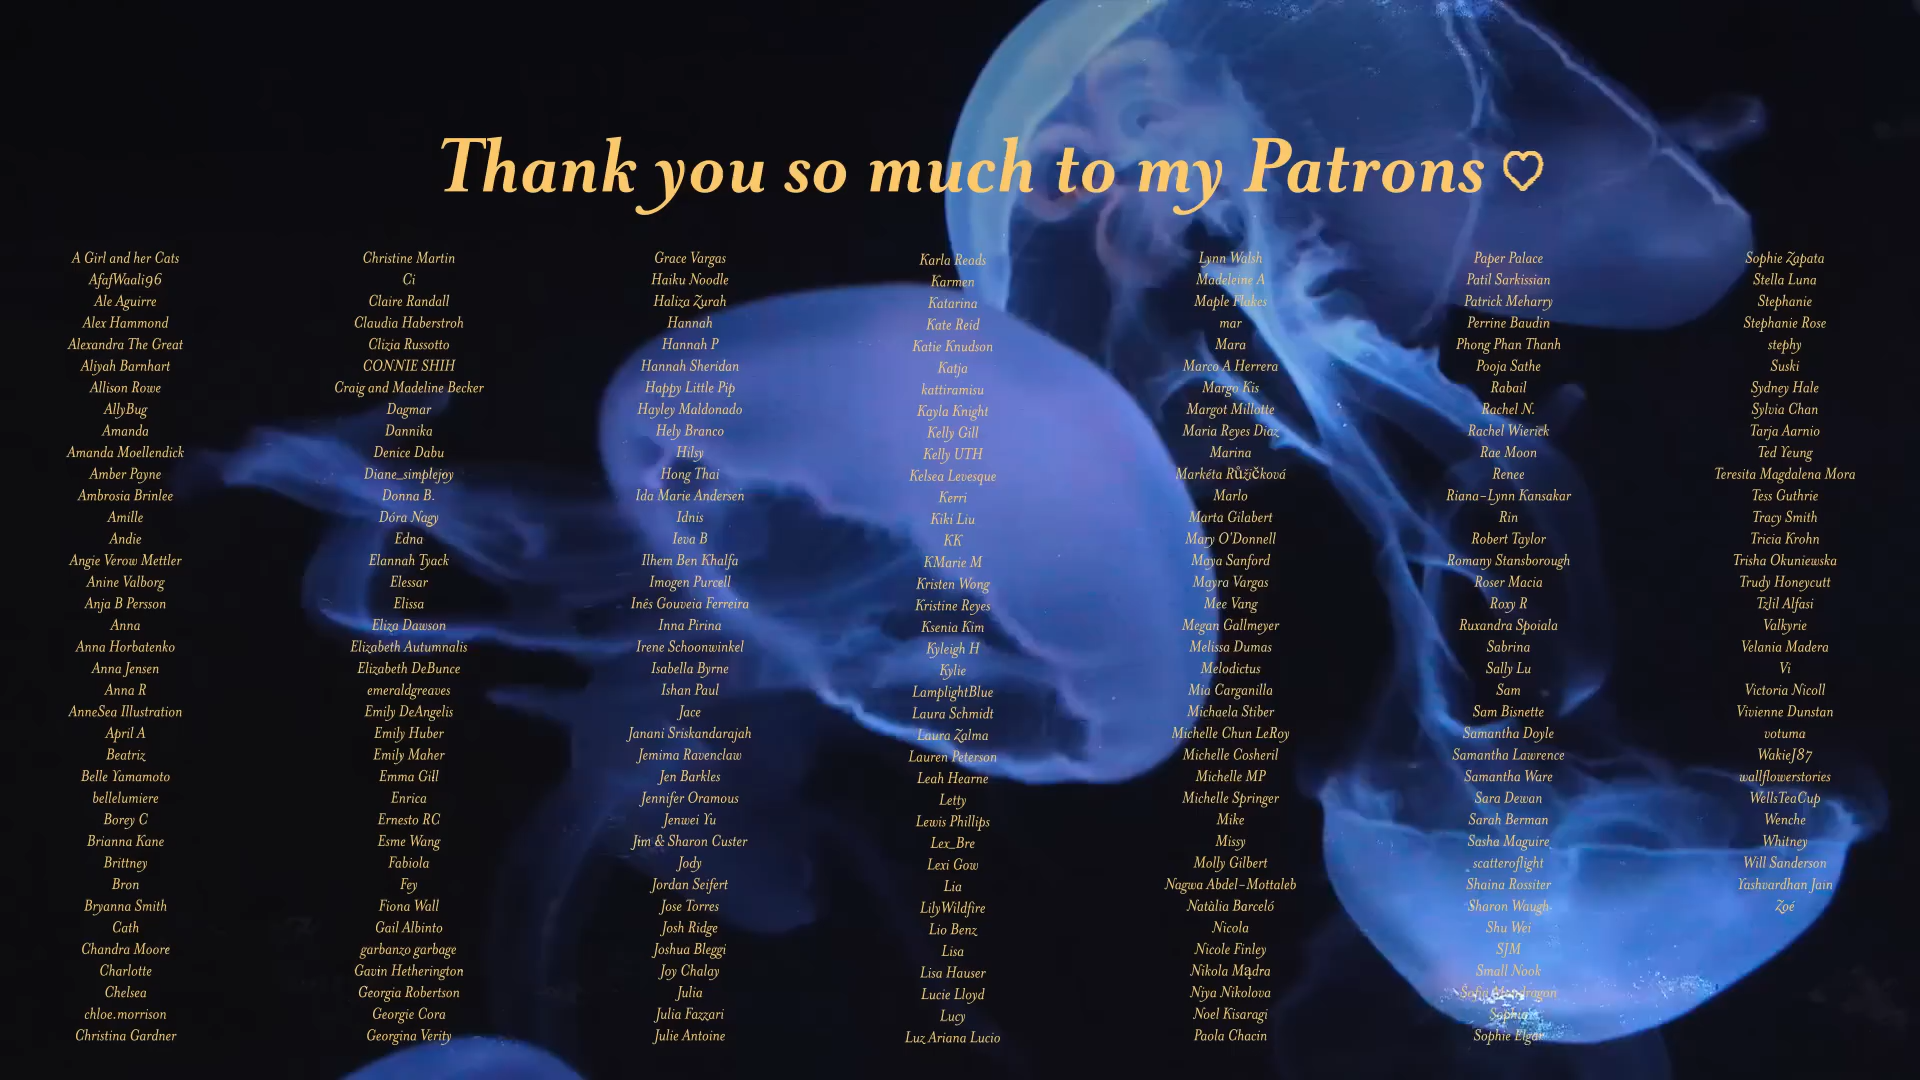 Thank you so much to my Patrons ♡
A Girl and her Cats
AfafWaali96
Ale Aguirre
Alex Hammond
Alexandra The Great
Aliyah Barnhart
Allison Rowe
AllyBug
Amanda
Amanda Moellendick
Amber Payne
Ambrosia Brinlee
Amille
Andie
Angie Verow Mettler
Anine Valborg
Anja B Persson
Anna
Anna Horbatenko
Anna Jensen
Anna R
AnneSea Illustration
April A
Beatriz
Belle Yamamoto
bellelumiere
Borey C
Brianna Kane
Brittney
Bron
Bryanna Smith
Cath
Chandra Moore
Charlotte
Chelsea
chloe.morrison
Christina Gardner
Christine Martin
Ci
Claire Randall
Claudia Haberstroh
Clizia Russotto
CONNIE SHIH
Craig and Madeline Becker
Dagmar
Dannika
Denice Dabu
Diane_simplejoy
Donna B.
Dóra Nagy
Edna
Elannah Tyack
Elessar
Elissa
Eliza Dawson
Elizabeth Autumnalis
Elizabeth DeBunce
emeraldgreaves
Emily DeAngelis
Emily Huber
Emily Maher
Emma Gill
Enrica
Ernesto RC
Esme Wang
Fabiola
Fey
Fiona Wall
Gail Albinto
garbanzo garbage
Gavin Hetherington
Georgia Robertson
Georgie Cora
Georgina Verity
Grace Vargas
Haiku Noodle
Haliza Zurah
Hannah
Hannah P
Hannah Sheridan
Happy Little Pip
Hayley Maldonado
Hely Branco
Hilsy
Hong Thai
Ida Marie Andersen
Idnis
Ieva B
Ilhem Ben Khalfa
Imogen Purcell
Inês Gouveia Ferreira
Inna Pirina
Irene Schoonwinkel
Isabella Byrne
Ishan Paul
Jace
Janani Sriskandarajah
Jemima Ravenclaw
Jen Barkles
Jennifer Oramous
Jenwei Yu
Jim & Sharon Custer
Jody
Jordan Seifert
Jose Torres
Josh Ridge
Joshua Bleggi
Joy Chalay
Julia
Julia Fazzari
Julie Antoine
Karla Reads
Karmen
Katarina
Kate Reid
Katie Knudson
Katja
kattiramisu
Kayla Knight
Kelly Gill
Kelly UTH
Kelsea Levesque
Kerri
Kiki Liu
KK
KMarie M
Kristen Wong
Kristine Reyes
Ksenia Kim
Kyleigh H
Kylie
LamplightBlue
Laura Schmidt
Laura Zalma
Lauren Peterson
Leah Hearne
Letty
Lewis Phillips
Lex_Bre
Lexi Gow
Lia
LilyWildfire
Lio Benz
Lisa
Lisa Hauser
Lucie Lloyd
Lucy
Luz Ariana Lucio
Lynn Walsh
Madeleine A
Maple Flakes
mar
Mara
Marco A Herrera
Margo Kis
Margot Millotte
Maria Reyes Diaz
Marina
Markéta Růžičková
Marlo
Marta Gilabert
Mary O'Donnell
Maya Sanford
Mayra Vargas
Mee Vang
Megan Gallmeyer
Melissa Dumas
Melodictus
Mia Carganilla
Michaela Stiber
Michelle Chun LeRoy
Michelle Cosheril
Michelle MP
Michelle Springer
Mike
Missy
Molly Gilbert
Nagwa Abdel-Mottaleb
Natàlia Barceló
Nicola
Nicole Finley
Nikola Mądra
Niya Nikolova
Noel Kisaragi
Paola Chacin
Paper Palace
Patil Sarkissian
Patrick Meharry
Perrine Baudin
Phong Phan Thanh
Pooja Sathe
Rabail
Rachel N.
Rachel Wierick
Rae Moon
Renee
Riana-Lynn Kansakar
Rin
Robert Taylor
Romany Stansborough
Roser Macia
Roxy R
Ruxandra Spoiala
Sabrina
Sally Lu
Sam
Sam Bisnette
Samantha Doyle
Samantha Lawrence
Samantha Ware
Sara Dewan
Sarah Berman
Sasha Maguire
scatteroflight
Shaina Rossiter
Sharon Waugh
Shu Wei
SJM
Small Nook
Sofia Mondragon
Sophia
Sophie Elgar
Sophie Zapata
Stella Luna
Stephanie
Stephanie Rose
stephy
Suski
Sydney Hale
Sylvia Chan
Tarja Aarnio
Ted Yeung
Teresita Magdalena Mora
Tess Guthrie
Tracy Smith
Tricia Krohn
Trisha Okuniewska
Trudy Honeycutt
Tzlil Alfasi
Valkyrie
Velania Madera
Vi
Victoria Nicoll
Vivienne Dunstan
votuma
WakieJ87
wallflowerstories
WellsTeaCup
Wenche
Whitney
Will Sanderson
Yashvardhan Jain
Zoé